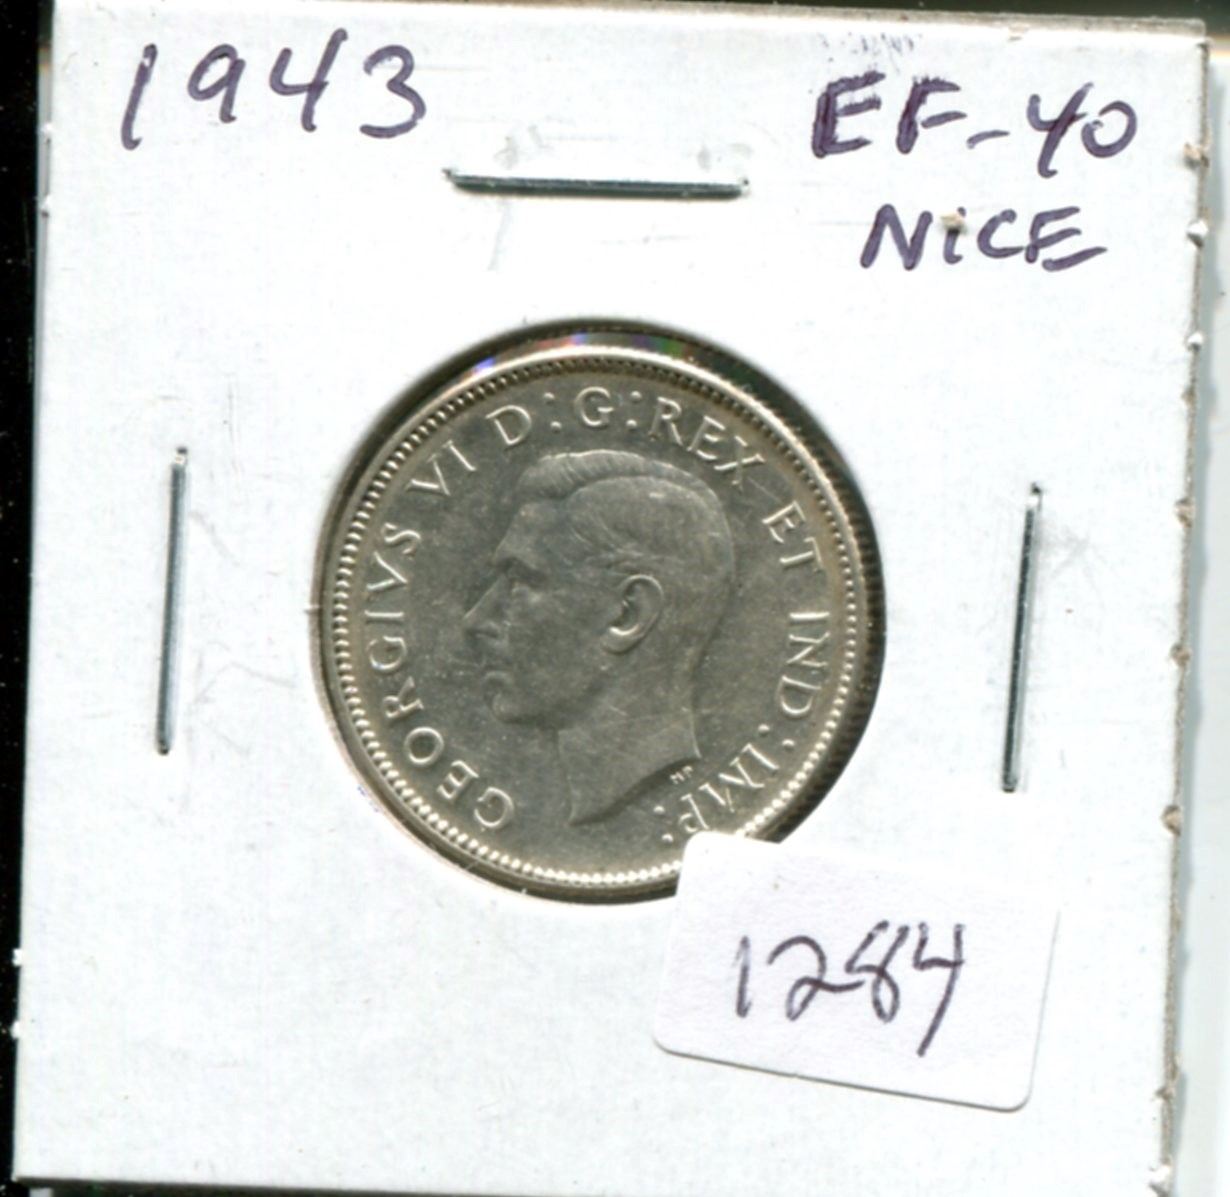 1943
EF-40
NICE
GEORGIVS VI D:G:REX ET IND:IMP:
HP
1284